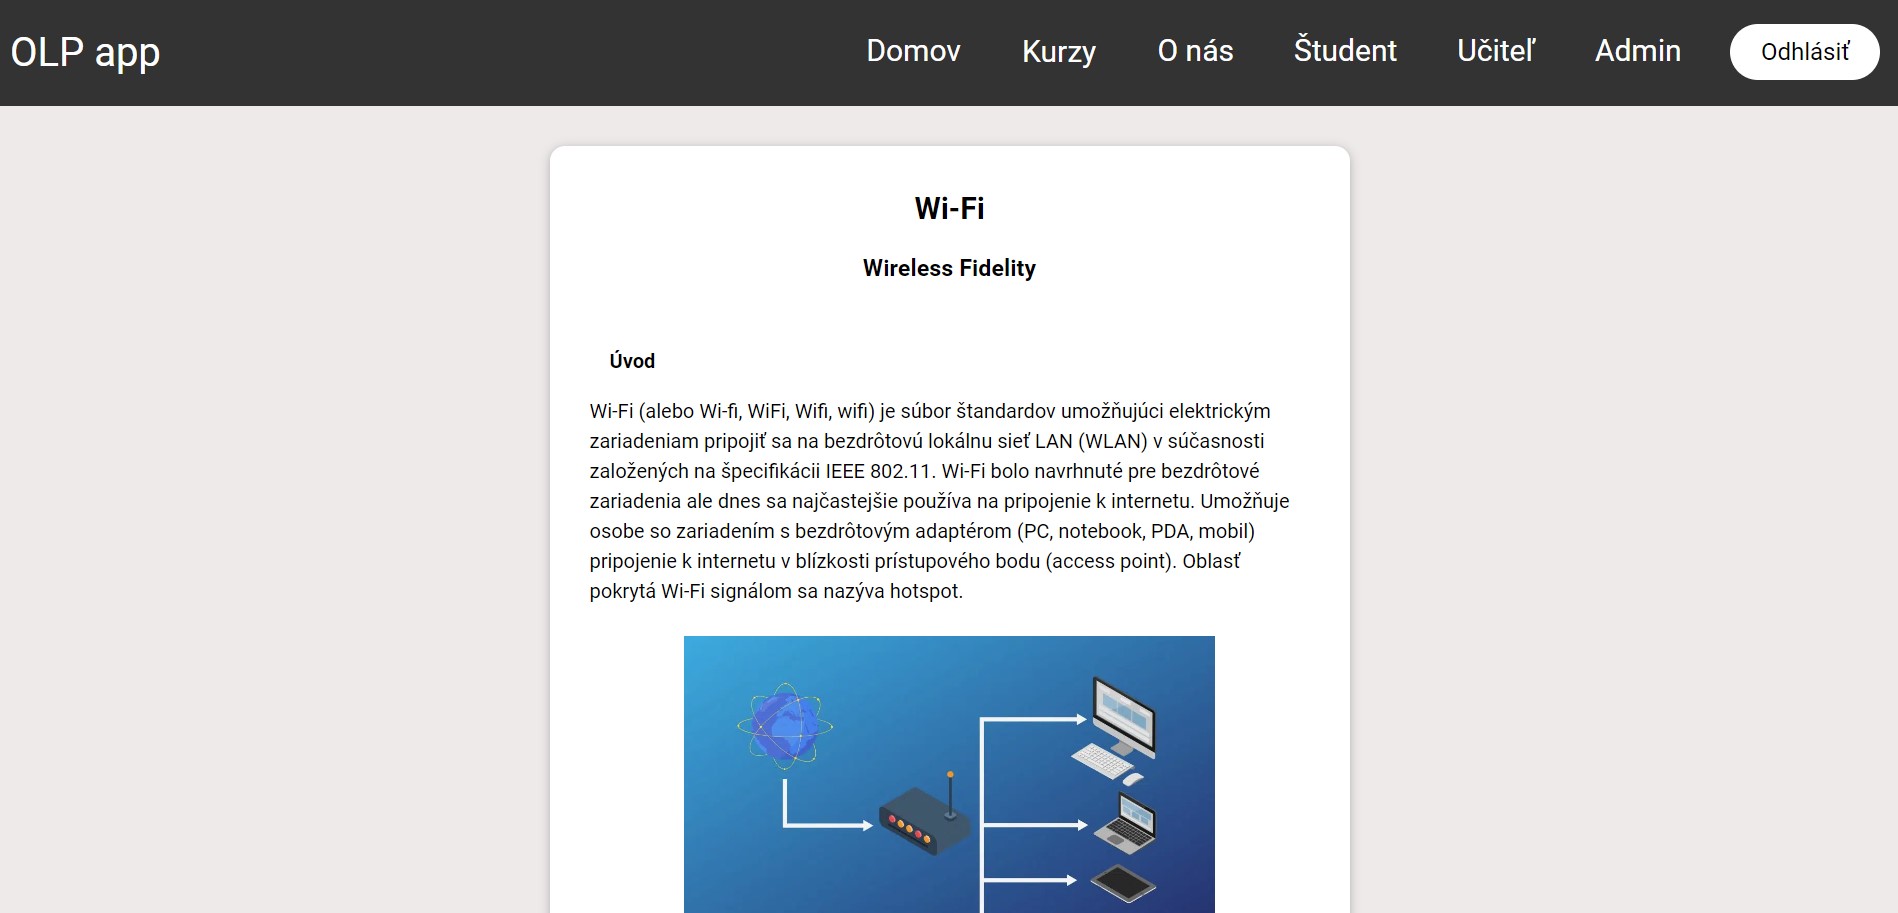 OLP app
Domov
Kurzy
O nás
Študent
Učiteľ
Admin
Odhlásiť
Wi-Fi
Wireless Fidelity
Úvod
Wi-Fi (alebo Wi-fi, WiFi, Wifi, wifi) je súbor štandardov umožňujúci elektrickým
zariadeniam pripojiť sa na bezdrôtovú lokálnu sieť LAN (WLAN) v súčasnosti
založených na špecifikácii IEEE 802.11. Wi-Fi bolo navrhnuté pre bezdrôtové
zariadenia ale dnes sa najčastejšie používa na pripojenie k internetu. Umožňuje
osobe so zariadením s bezdrôtovým adaptérom (PC, notebook, PDA, mobil)
pripojenie k internetu v blízkosti prístupového bodu (access point). Oblasť
pokrytá Wi-Fi signálom sa nazýva hotspot.